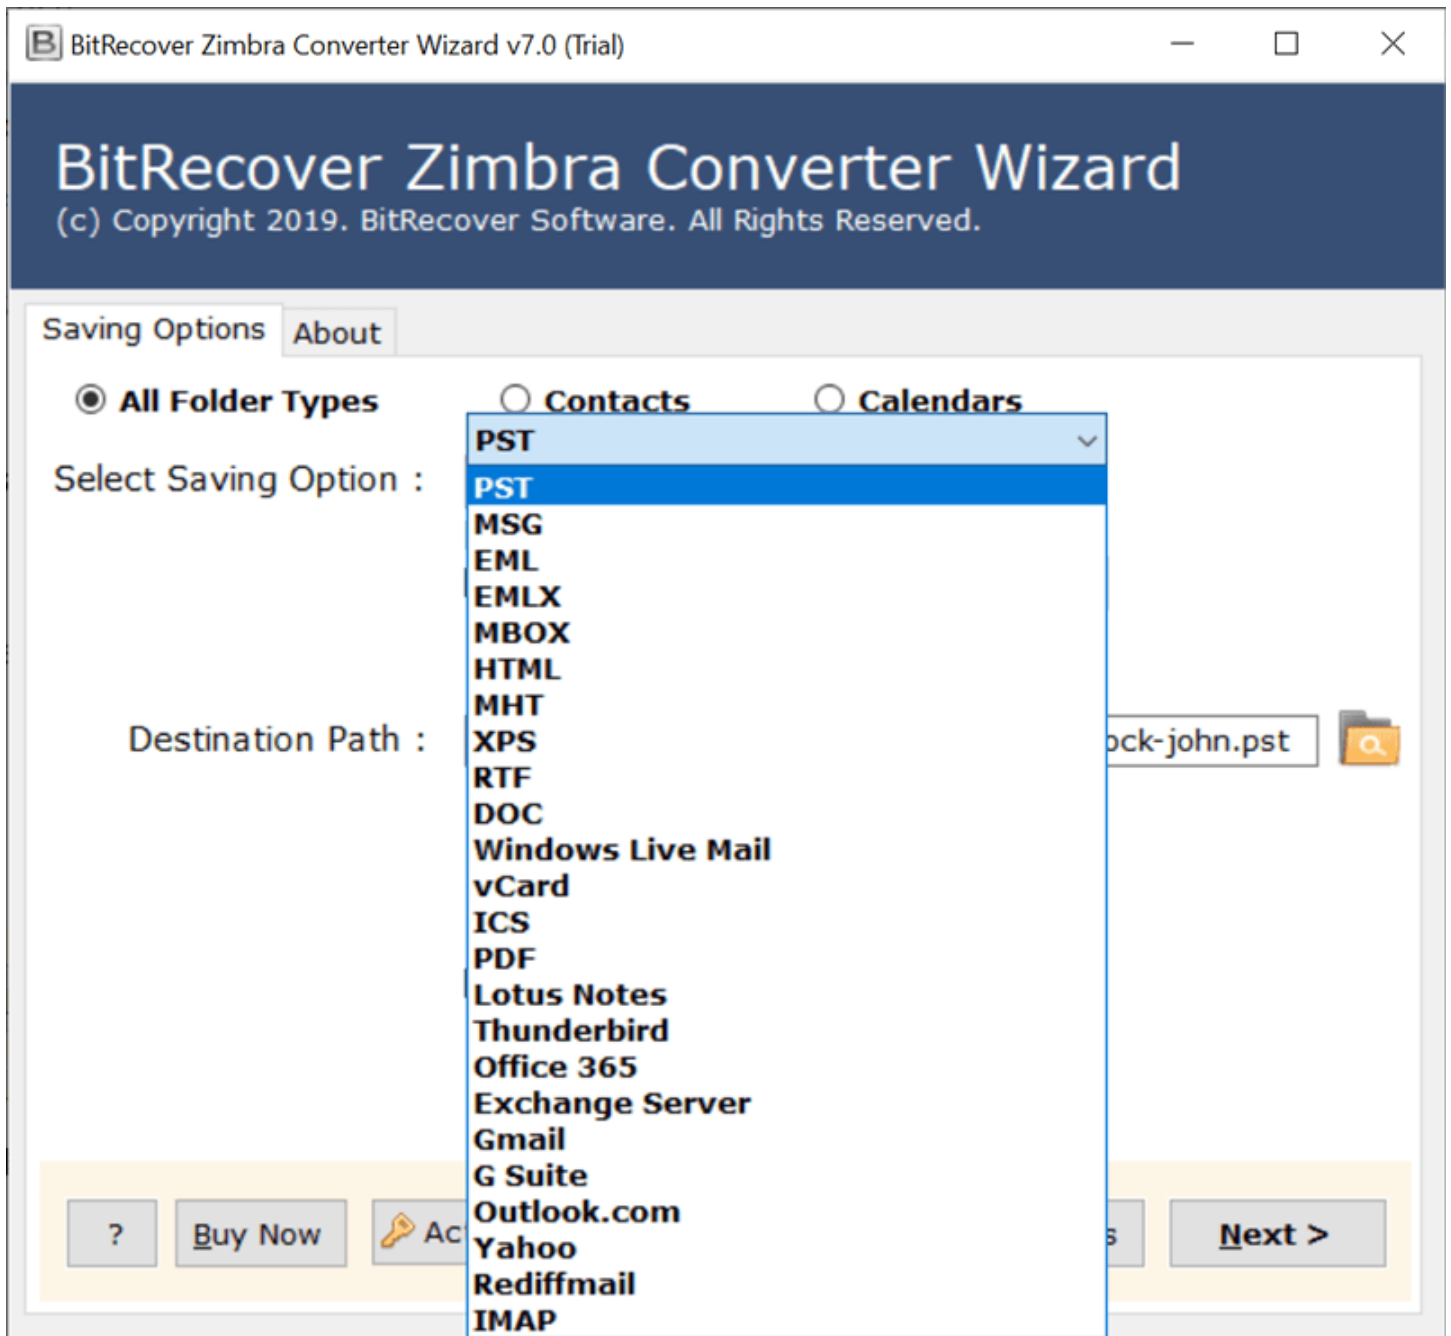 BitRecover Zimbra Converter Wizard v7.0 (Trial)
BitRecover Zimbra Converter Wizard
(c) Copyright 2019. BitRecover Software. All Rights Reserved.
Saving Options About
All Folder Types Contacts Calendars
PST
Select Saving Option :
PST
MSG
EML
EMLX
MBOX
HTML
MHT
Destination Path : ock-john.pst
XPS
RTF
DOC
Windows Live Mail
vCard
ICS
PDF
Lotus Notes
Thunderbird
Office 365
Exchange Server
Gmail
G Suite
Outlook.com
Yahoo
Rediffmail
IMAP
? Buy Now Ac s Next >